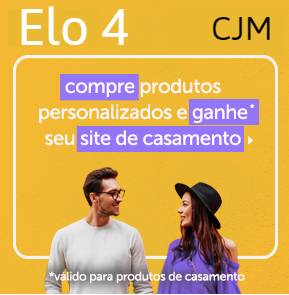 Elo 4 CJM
compre produtos
personalizados e ganhe*
seu site de casamento
*válido para produtos de casamento